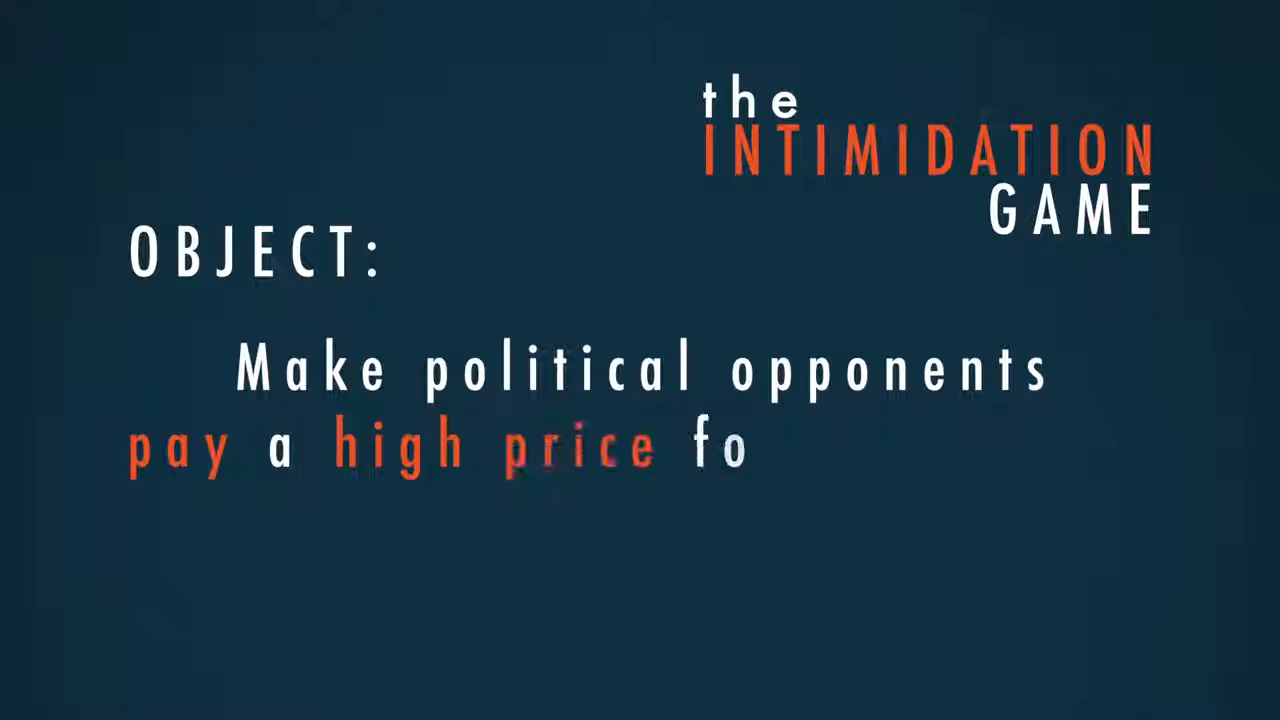 the
INTIMIDATION
GAME
OBJECT:
Make political opponents
pay a high price fo